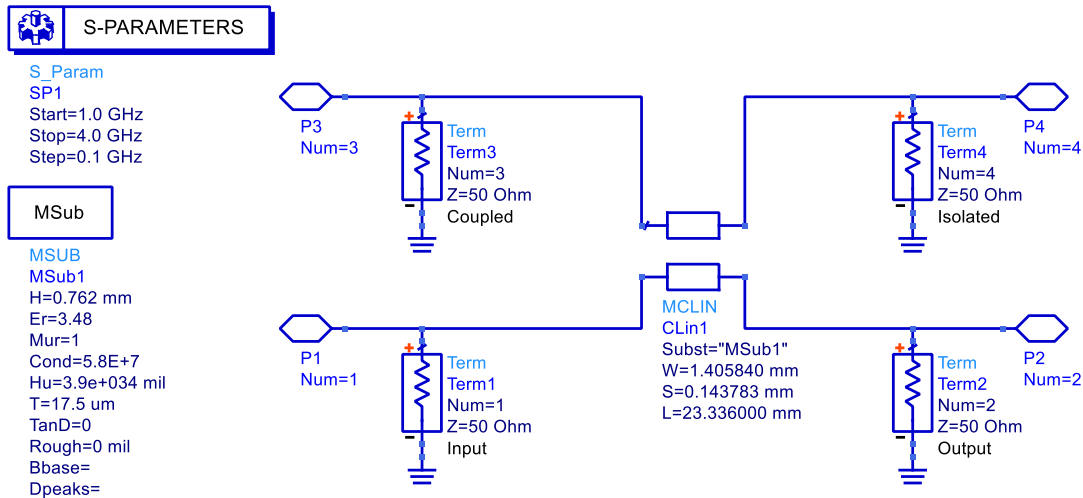 S-PARAMETERS
S_Param
SP1
Start=1.0 GHz
Stop=4.0 GHz
Step=0.1 GHz
MSub
MSUB
MSub1
H=0.762 mm
Er=3.48
Mur=1
Cond=5.8E+7
Hu=3.9e+034 mil
T=17.5 um
TanD=0
Rough=0 mil
Bbase=
Dpeaks=
P3
Num=3
+
Term
Term3
Num=3
Z=50 Ohm
-
Coupled
+
Term
Term4
Num=4
Z=50 Ohm
-
Isolated
P4
Num=4
P1
Num=1
+
Term
Term1
Num=1
Z=50 Ohm
-
Input
MCLIN
CLin1
Subst="MSub1"
W=1.405840 mm
S=0.143783 mm
L=23.336000 mm
+
Term
Term2
Num=2
Z=50 Ohm
-
Output
P2
Num=2